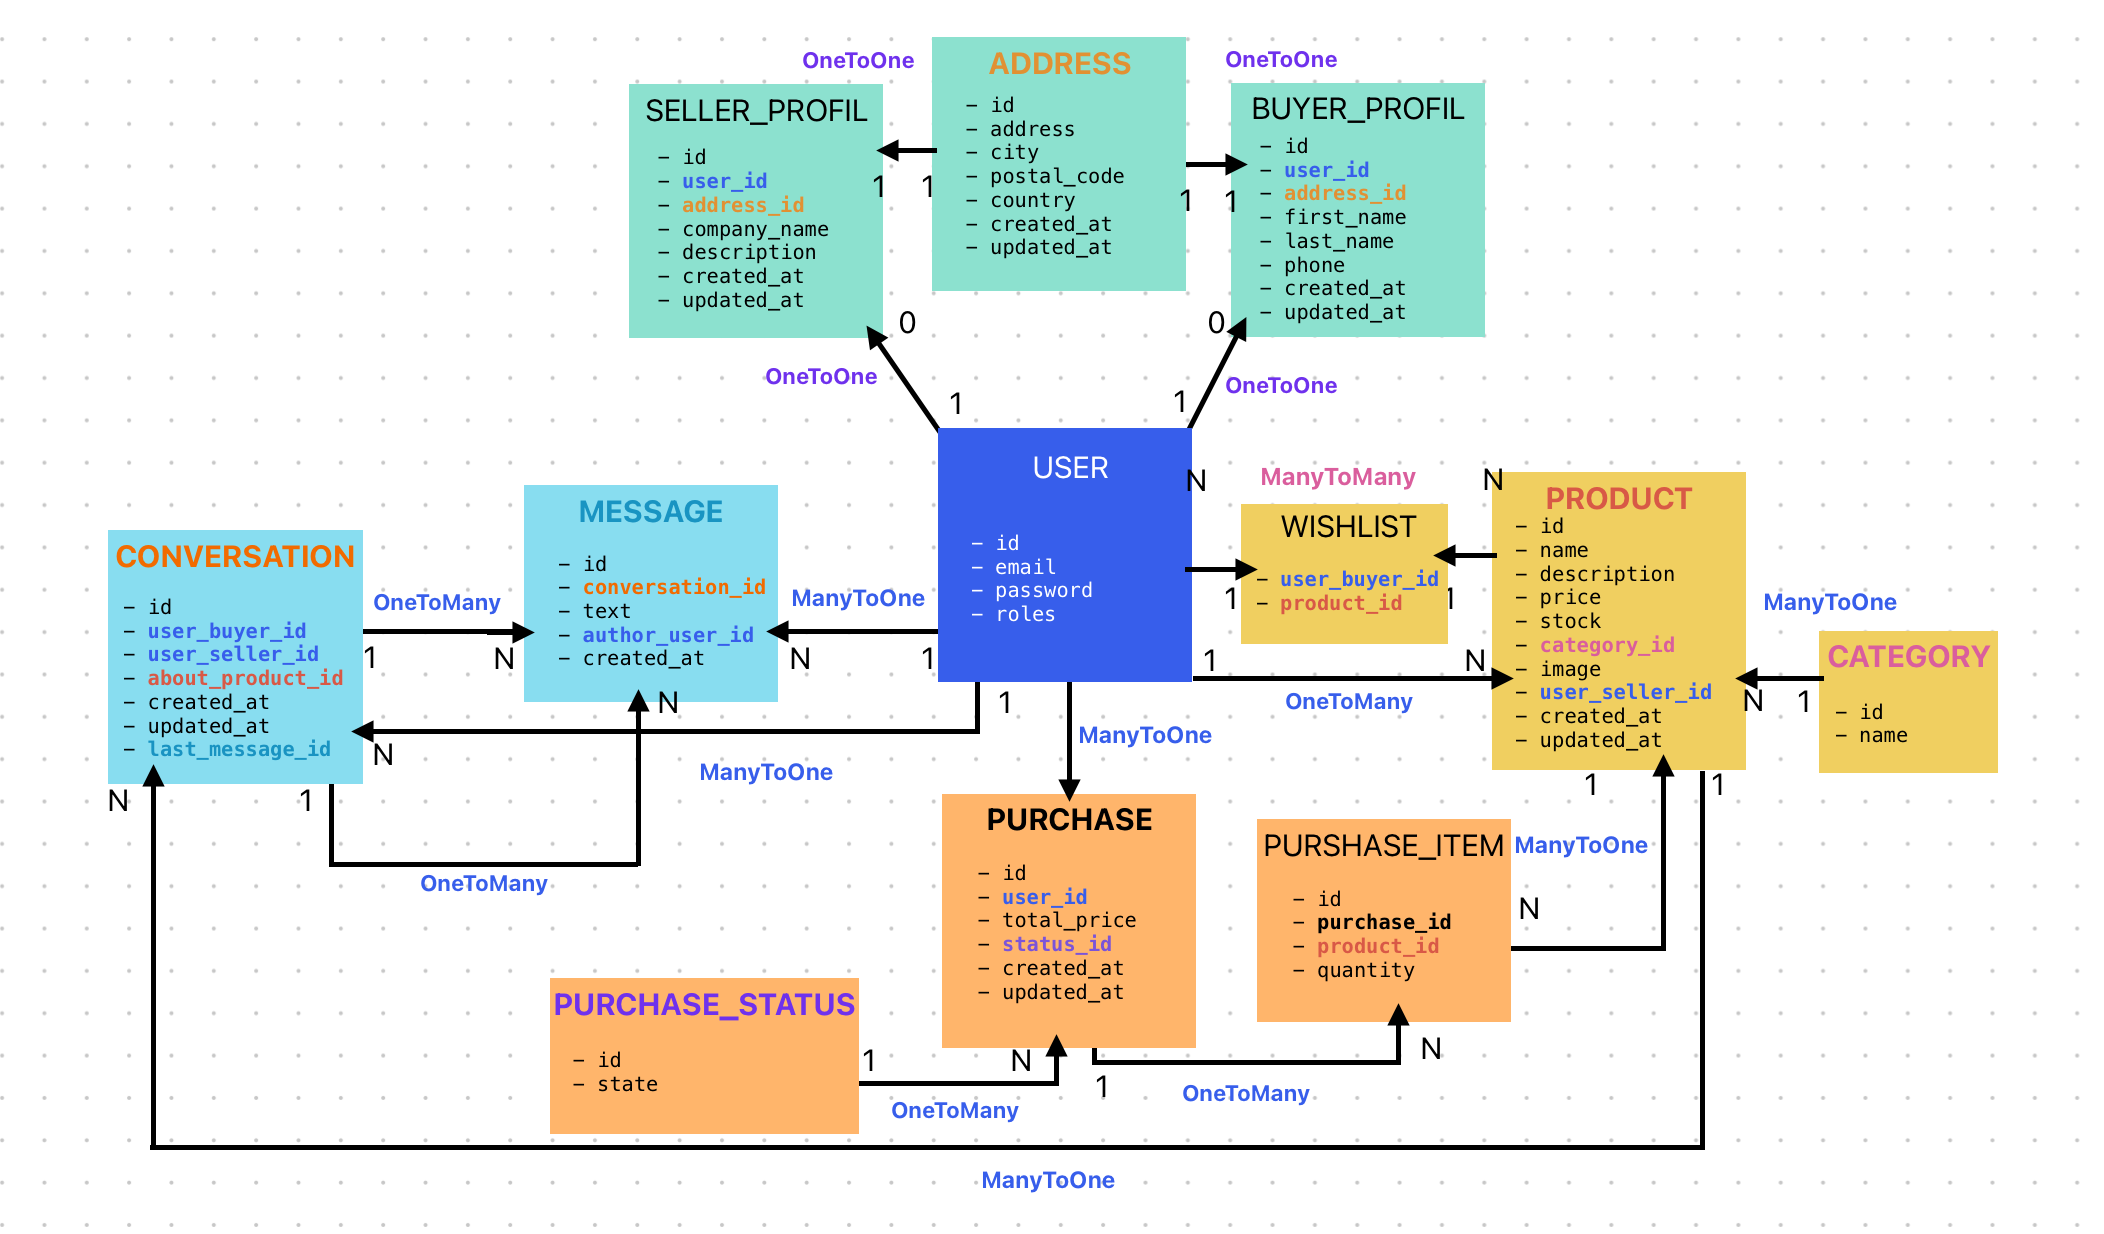 OneToOne
ADDRESS
- id
- address
- city
- postal_code
- country
- created_at
- updated_at
OneToOne
SELLER_PROFIL
- id
- user_id
- address_id
- company_name
- description
- created_at
- updated_at
1
1
BUYER_PROFIL
- id
- user_id
- address_id
- first_name
- last_name
- phone
- created_at
- updated_at
1
1
0
OneToOne
1
0
OneToOne
1
USER
- id
- email
- password
- roles
N
ManyToMany
N
WISHLIST
- user_buyer_id
- product_id
1
1
PRODUCT
- id
- name
- description
- price
- stock
- category_id
- image
- user_seller_id
- created_at
- updated_at
ManyToOne
CATEGORY
- id
- name
N
1
1
N
OneToMany
MESSAGE
- id
- conversation_id
- text
- author_user_id
- created_at
CONVERSATION
- id
- user_buyer_id
- user_seller_id
- about_product_id
- created_at
- updated_at
- last_message_id
OneToMany
1
N
ManyToOne
N
1
N
1
N
ManyToOne
ManyToOne
N
1
OneToMany
1
1
PURCHASE
- id
- user_id
- total_price
- status_id
- created_at
- updated_at
PURSHASE_ITEM
- id
- purchase_id
- product_id
- quantity
ManyToOne
N
PURCHASE_STATUS
- id
- state
1
N
OneToMany
1
N
OneToMany
ManyToOne